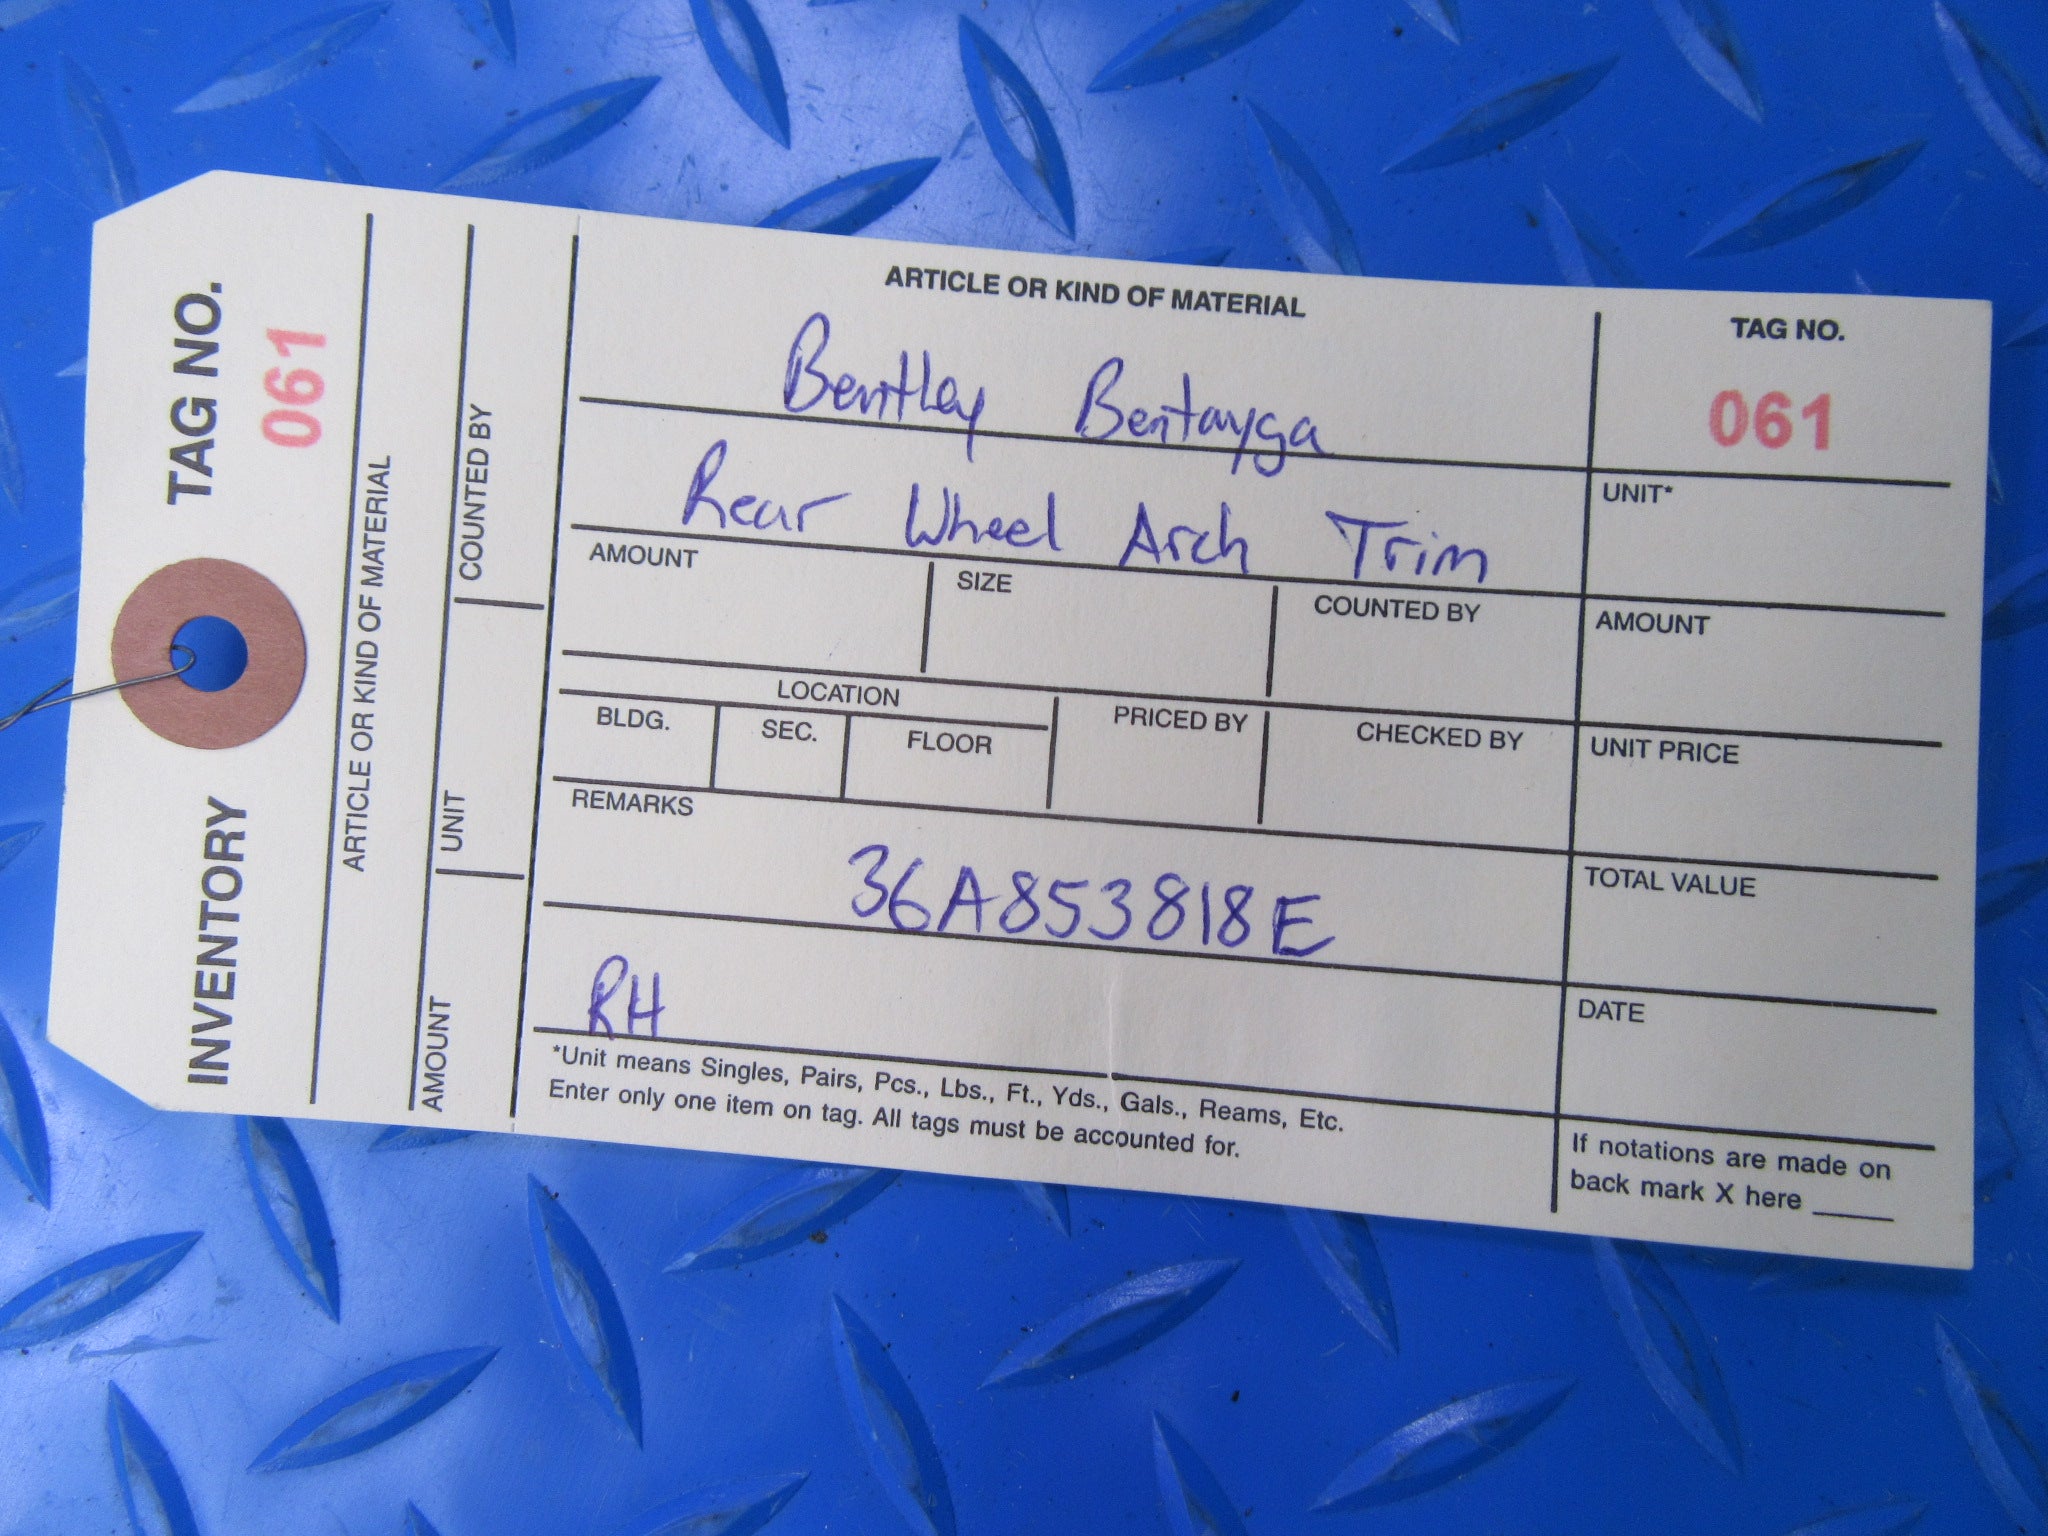 INVENTORY TAG NO.
061
ARTICLE OR KIND OF MATERIAL
AMOUNT UNIT COUNTED BY
ARTICLE OR KIND OF MATERIAL
Bentley Bentayga
Rear Wheel Arch Trim
AMOUNT SIZE COUNTED BY
LOCATION
BLDG. SEC. FLOOR PRICED BY CHECKED BY
REMARKS
36A853818E
RH
*Unit means Singles, Pairs, Pcs., Lbs., Ft., Yds., Gals., Reams, Etc.
Enter only one item on tag. All tags must be accounted for.
TAG NO.
061
UNIT*
AMOUNT
UNIT PRICE
TOTAL VALUE
DATE
If notations are made on
back mark X here _____